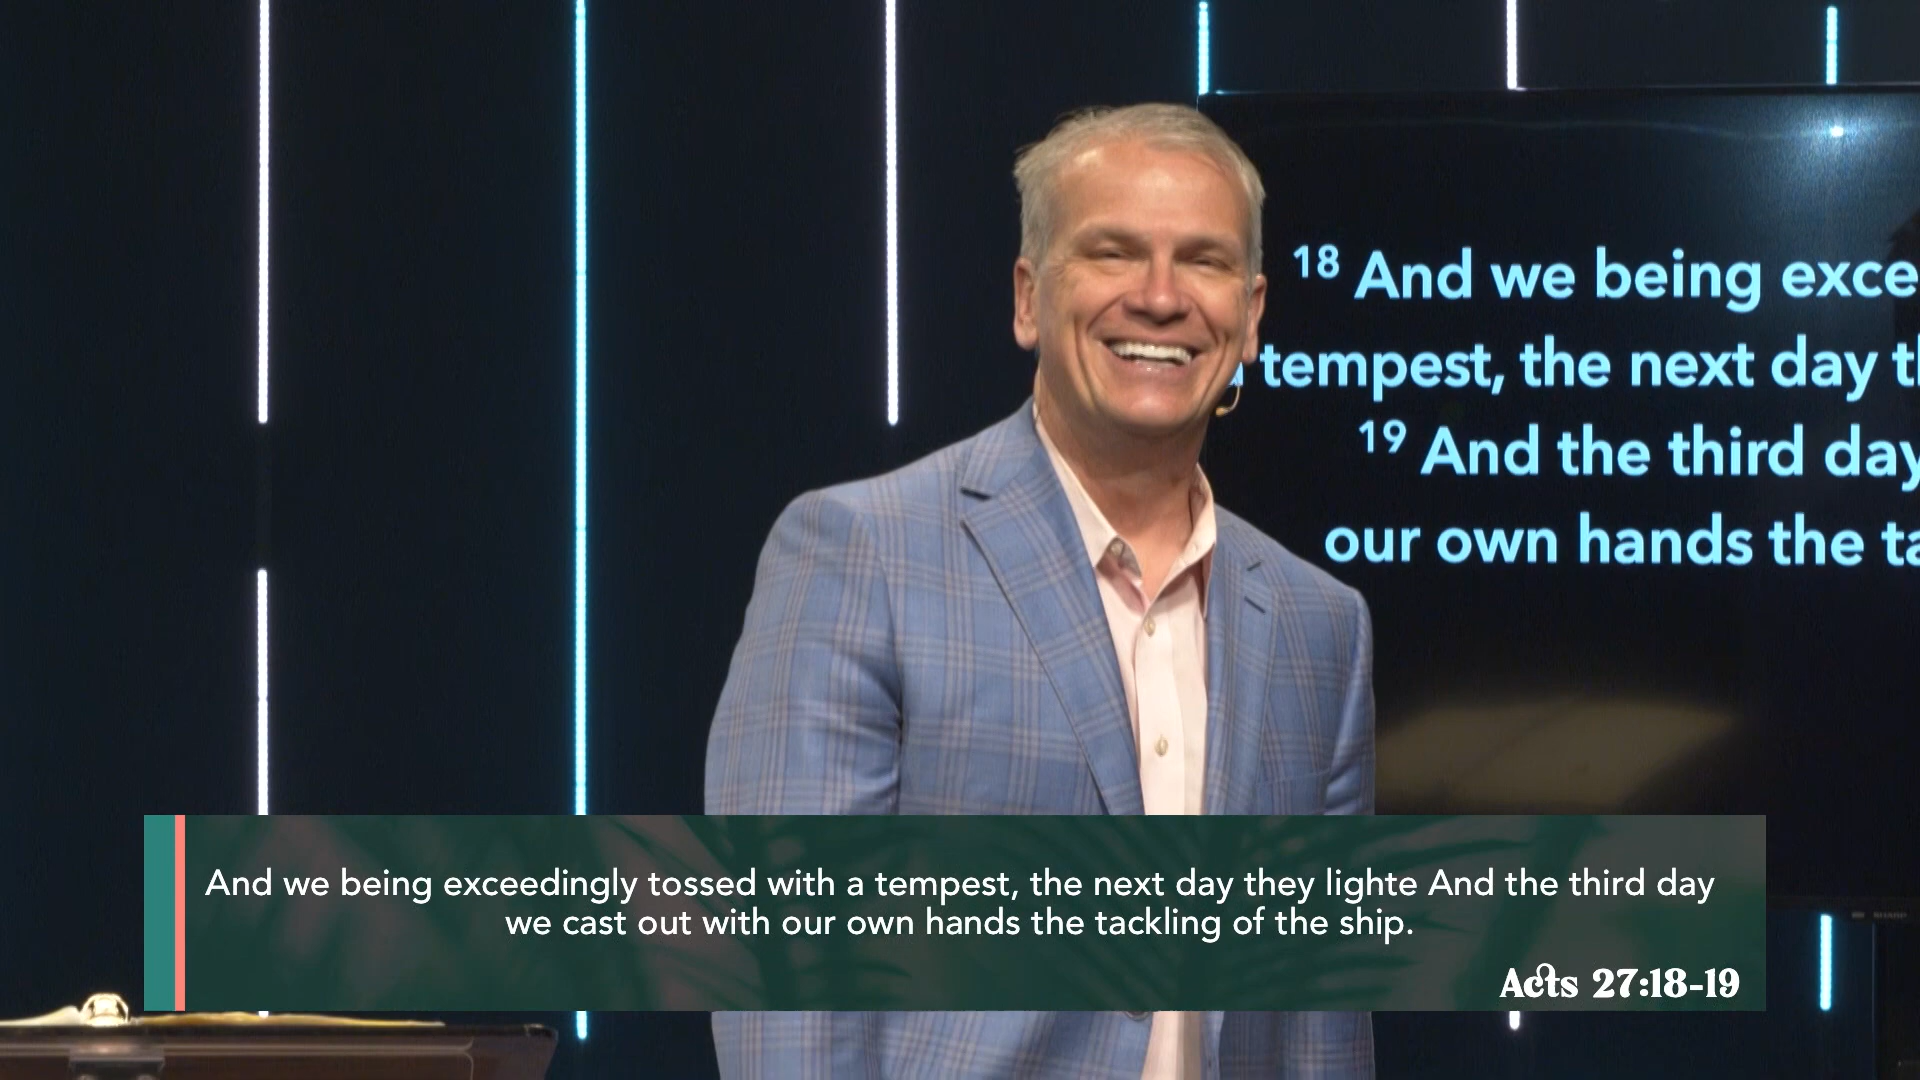 18 And we being exce
tempest, the next day t
19 And the third day
our own hands the ta
And we being exceedingly tossed with a tempest, the next day they lighte And the third day
we cast out with our own hands the tackling of the ship.
Acts 27:18-19
SHARP